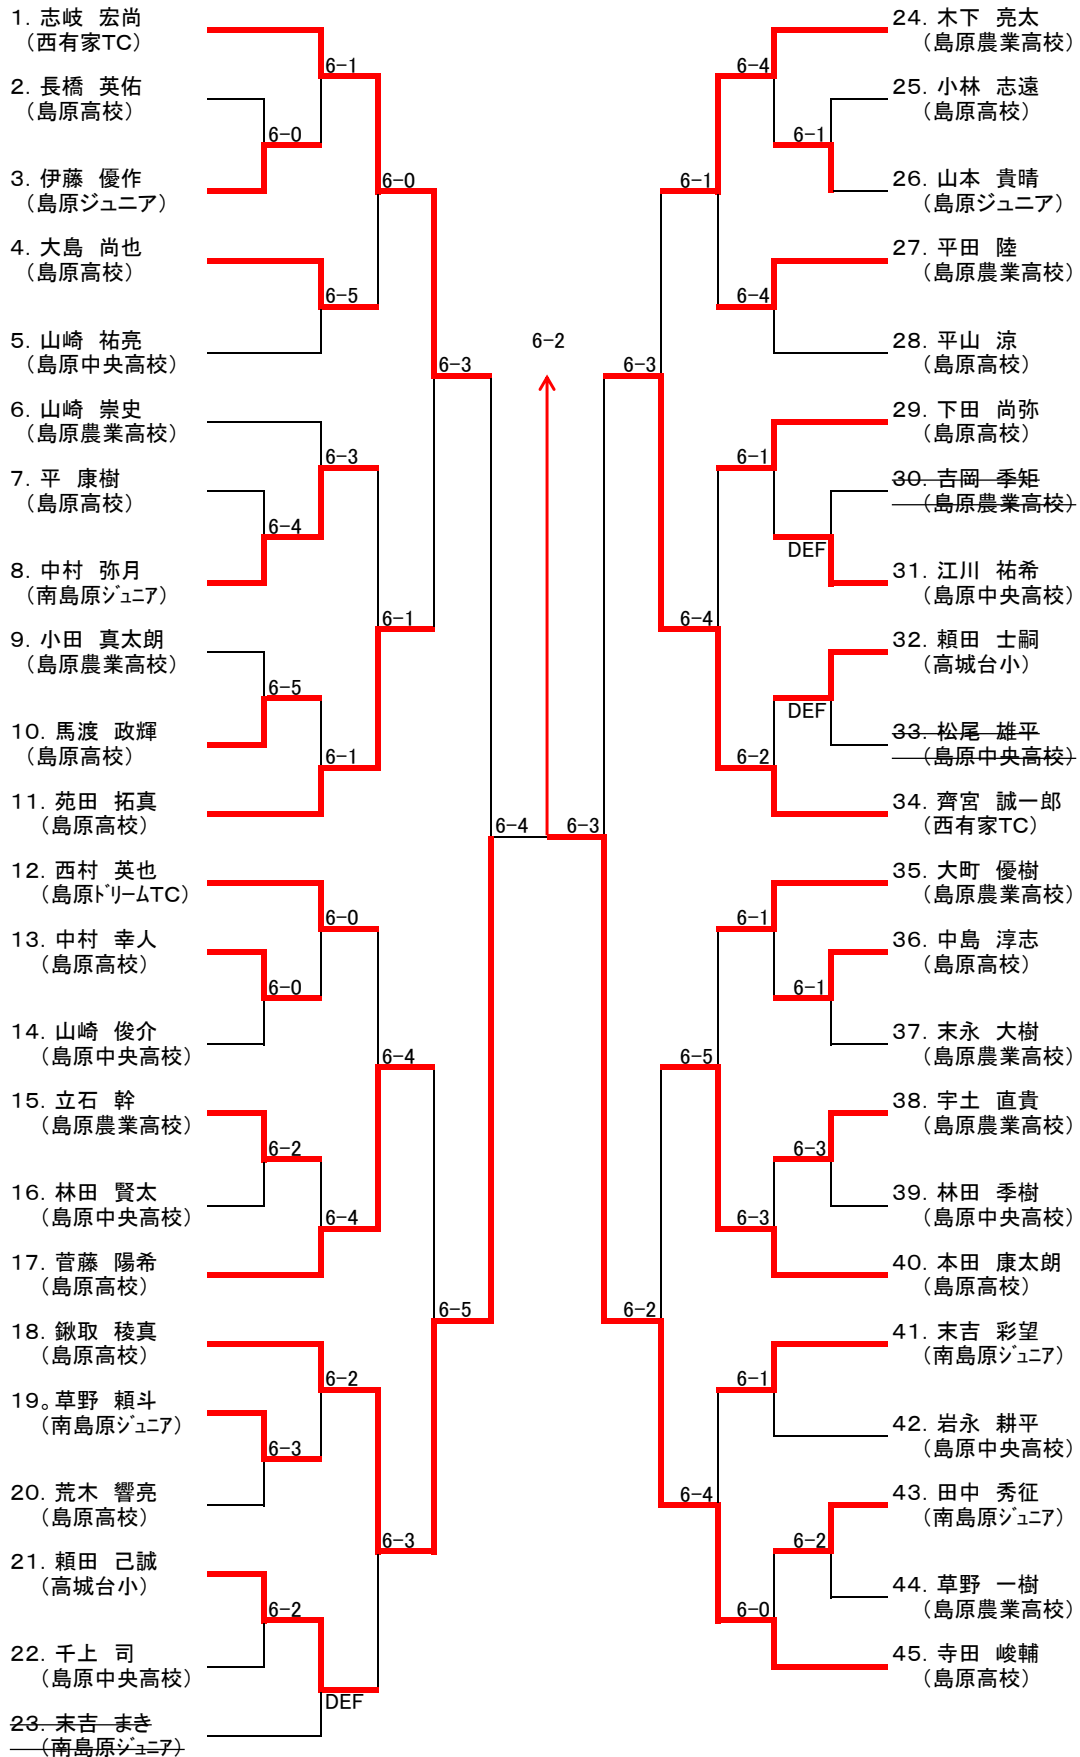 1. 志岐 宏尚
（西有家TC）
2. 長橋 英佑
（島原高校）
3. 伊藤 優作
（島原ジュニア）
4. 大島 尚也
（島原高校）
5. 山崎 祐亮
（島原中央高校）
6. 山崎 崇史
（島原農業高校）
7. 平 康樹
（島原高校）
8. 中村 弥月
（南島原ｼﾞｭﾆｱ）
9. 小田 真太朗
（島原農業高校）
10. 馬渡 政輝
（島原高校）
11. 苑田 拓真
（島原高校）
12. 西村 英也
（島原ﾄﾞﾘｰﾑTC）
13. 中村 幸人
（島原高校）
14. 山崎 俊介
（島原中央高校）
15. 立石 幹
（島原農業高校）
16. 林田 賢太
（島原中央高校）
17. 菅藤 陽希
（島原高校）
18. 鍬取 稜真
（島原高校）
19。草野 頼斗
（南島原ｼﾞｭﾆｱ）
20. 荒木 響亮
（島原高校）
21. 頼田 己誠
（高城台小）
22. 千上 司
（島原中央高校）
23. 末吉 まき
（南島原ｼﾞｭﾆｱ）
6-1
6-0
6-0
6-5
6-3
6-3
6-4
6-1
6-5
6-1
6-4
6-0
6-0
6-4
6-2
6-4
6-5
6-2
6-3
6-3
6-2
DEF
6-2
6-3
6-4
6-1
6-1
6-4
6-3
6-1
DEF
6-4
DEF
6-2
6-1
6-1
6-5
6-3
6-3
6-2
6-1
6-4
6-2
6-0
24. 木下 亮太
（島原農業高校）
25. 小林 志遠
（島原高校）
26. 山本 貴晴
（島原ジュニア）
27. 平田 陸
（島原農業高校）
28. 平山 涼
（島原高校）
29. 下田 尚弥
（島原高校）
30. 吉岡 季矩
（島原農業高校）
31. 江川 祐希
（島原中央高校）
32. 頼田 士嗣
（高城台小）
33. 松尾 雄平
（島原中央高校）
34. 齊宮 誠一郎
（西有家TC）
35. 大町 優樹
（島原農業高校）
36. 中島 淳志
（島原高校）
37. 末永 大樹
（島原農業高校）
38. 宇土 直貴
（島原農業高校）
39. 林田 季樹
（島原中央高校）
40. 本田 康太朗
（島原高校）
41. 末吉 彩望
（南島原ｼﾞｭﾆｱ）
42. 岩永 耕平
（島原中央高校）
43. 田中 秀征
（南島原ｼﾞｭﾆｱ）
44. 草野 一樹
（島原農業高校）
45. 寺田 峻輔
（島原高校）